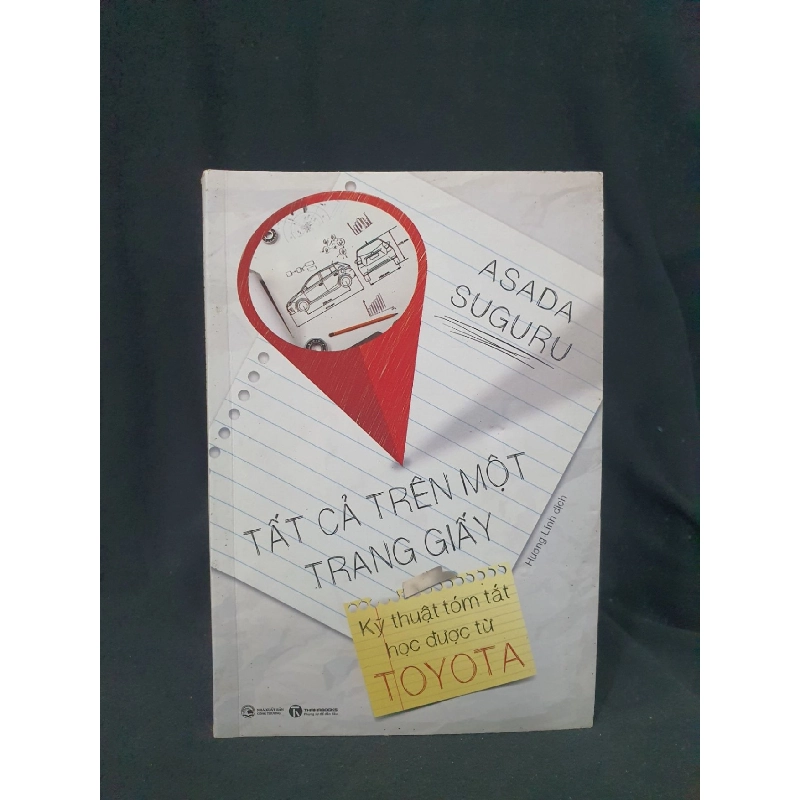 ASADA
SUGURU
TẤT CẢ TRÊN MỘT
TRANG GIẤY
Hương Linh dịch
Kỹ thuật tóm tắt
học được từ
TOYOTA
THAIHABOOKS